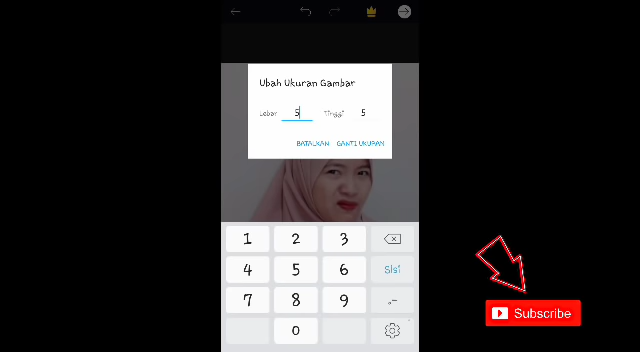 Ubah Ukuran Gambar
Lebar 5 Tinggi 5
BATALKAN GANTI UKURAN
1 2 3
4 5 6 Sisi
7 8 9 ,-
0
Subscribe